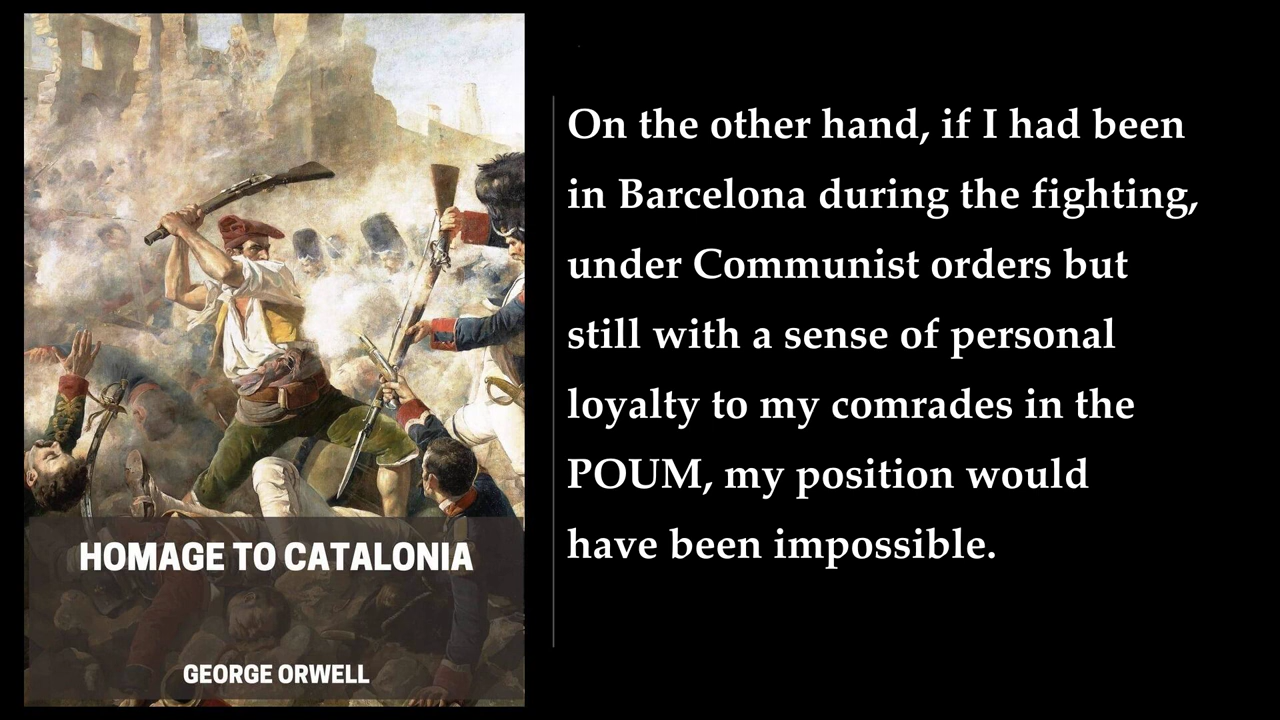 HOMAGE TO CATALONIA
GEORGE ORWELL
On the other hand, if I had been
in Barcelona during the fighting,
under Communist orders but
still with a sense of personal
loyalty to my comrades in the
POUM, my position would
have been impossible.